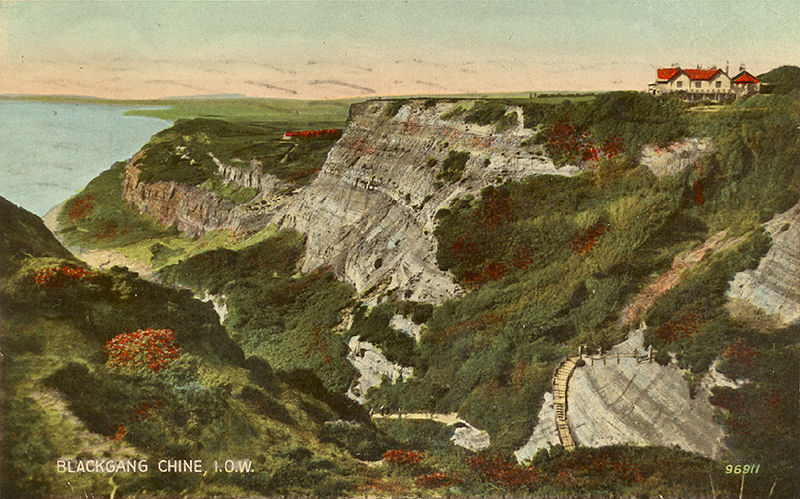 BLACKGANG CHINE, I.O.W.
96911